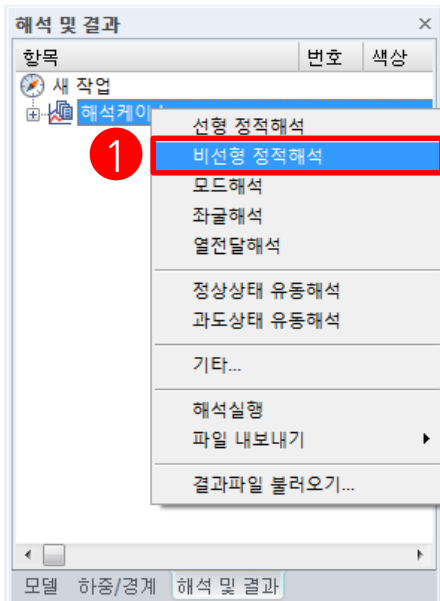 해석 및 결과
항목 번호 색상
새 작업
해석케이
1
선형 정적해석
비선형 정적해석
모드해석
좌굴해석
열전달해석
정상상태 유동해석
과도상태 유동해석
기타...
해석실행
파일 내보내기
결과파일 불러오기...
모델 하중/경계 해석 및 결과